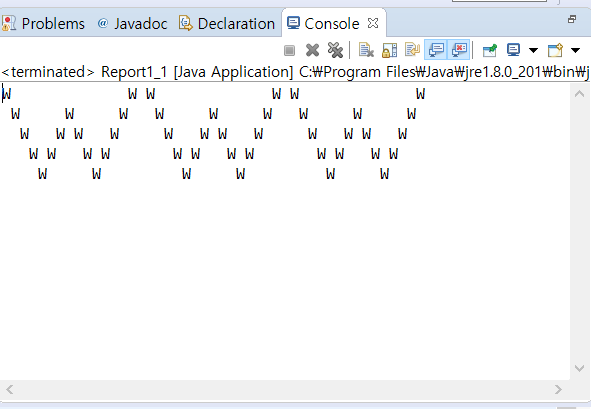 Problems @ Javadoc Declaration Console
<terminated> Report1_1 [Java Application] C:₩Program Files₩Java₩jre1.8.0_201₩bin₩j
W             W W             W W             W
 W     W     W   W     W     W   W     W     W
  W   W W   W     W   W W   W     W   W W   W
   W W   W W       W W   W W       W W   W W
    W     W         W     W         W     W